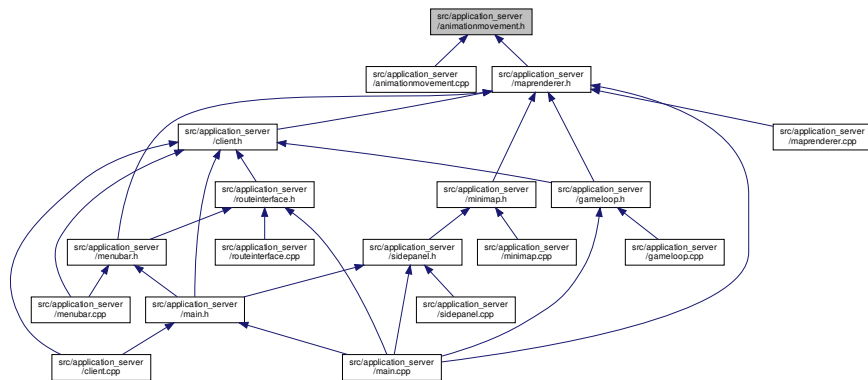 src/application_server
/animationmovement.h
src/application_server
/animationmovement.cpp
src/application_server
/maprenderer.h
src/application_server
/client.h
src/application_server
/maprenderer.cpp
src/application_server
/routeinterface.h
src/application_server
/minimap.h
src/application_server
/gameloop.h
src/application_server
/menubar.h
src/application_server
/routeinterface.cpp
src/application_server
/sidepanel.h
src/application_server
/minimap.cpp
src/application_server
/gameloop.cpp
src/application_server
/menubar.cpp
src/application_server
/main.h
src/application_server
/sidepanel.cpp
src/application_server
/client.cpp
src/application_server
/main.cpp